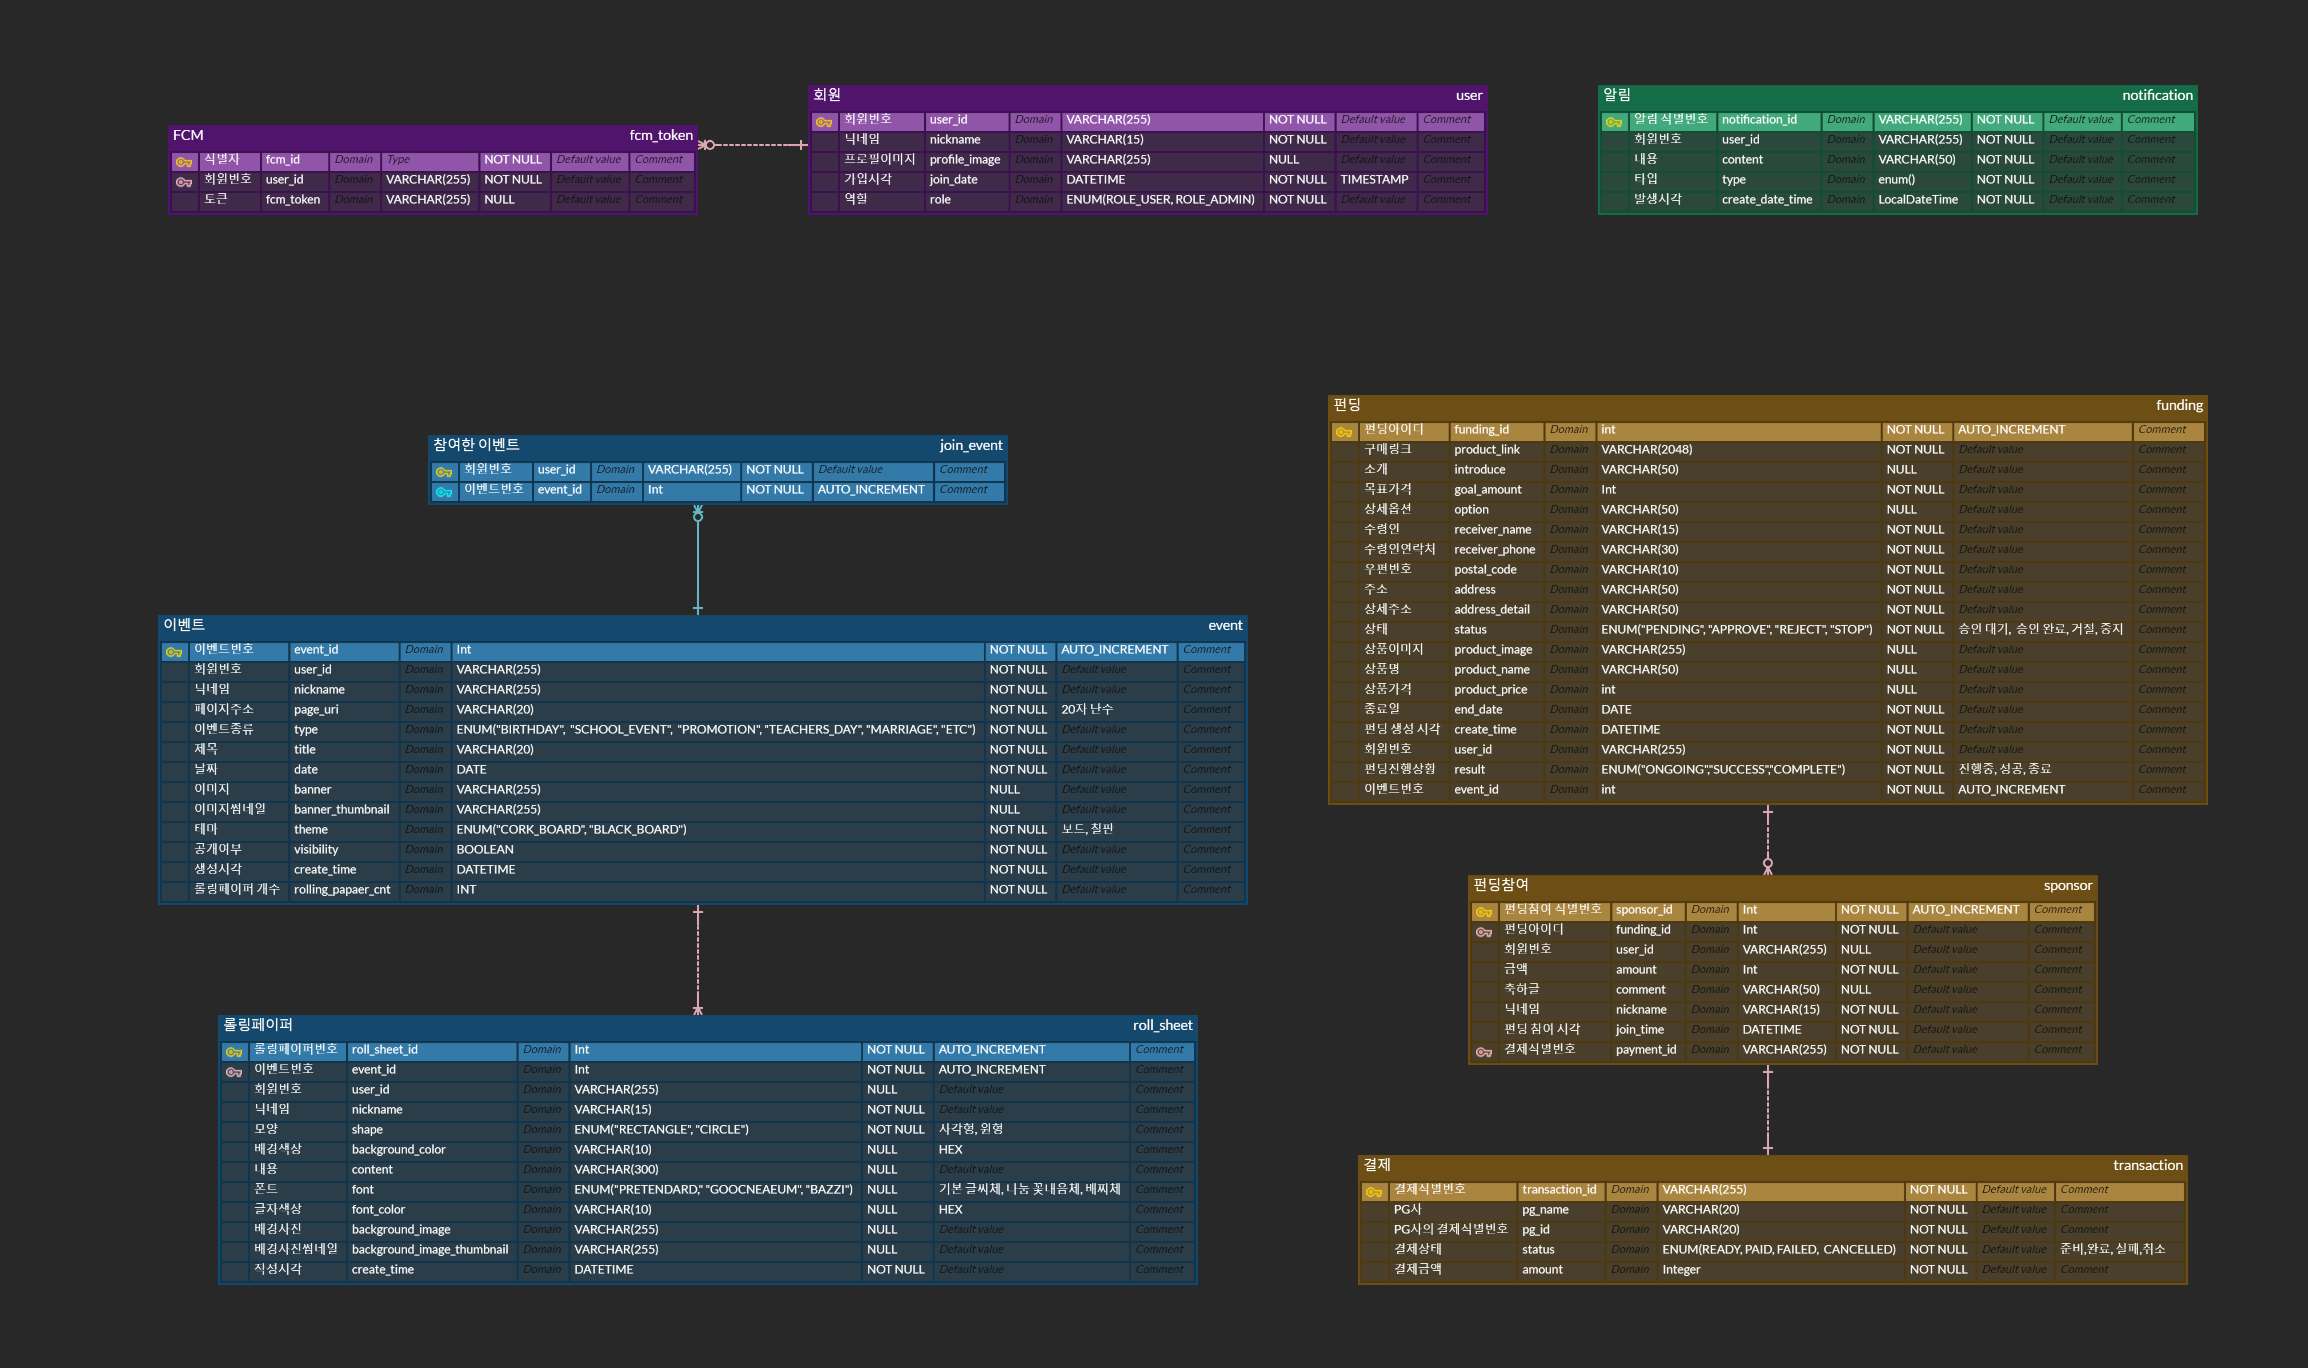 FCM fcm_token
식별자 fcm_id Domain Type NOT NULL Default value Comment
회원번호 user_id Domain VARCHAR(255) NOT NULL Default value Comment
토큰 fcm_token Domain VARCHAR(255) NULL Default value Comment
회원 user
회원번호 user_id Domain VARCHAR(255) NOT NULL Default value Comment
닉네임 nickname Domain VARCHAR(15) NOT NULL Default value Comment
프로필이미지 profile_image Domain VARCHAR(255) NULL Default value Comment
가입시각 join_date Domain DATETIME NOT NULL TIMESTAMP Comment
역할 role Domain ENUM(ROLE_USER, ROLE_ADMIN) NOT NULL Default value Comment
알림 notification
알림 식별번호 notification_id Domain VARCHAR(255) NOT NULL Default value Comment
회원번호 user_id Domain VARCHAR(255) NOT NULL Default value Comment
내용 content Domain VARCHAR(50) NOT NULL Default value Comment
타입 type Domain enum() NOT NULL Default value Comment
발생시각 create_date_time Domain LocalDateTime NOT NULL Default value Comment
참여한 이벤트 join_event
회원번호 user_id Domain VARCHAR(255) NOT NULL Default value Comment
이벤트번호 event_id Domain Int NOT NULL AUTO_INCREMENT Comment
이벤트 event
이벤트번호 event_id Domain Int NOT NULL AUTO_INCREMENT Comment
회원번호 user_id Domain VARCHAR(255) NOT NULL Default value Comment
닉네임 nickname Domain VARCHAR(255) NOT NULL Default value Comment
페이지주소 page_uri Domain VARCHAR(20) NOT NULL 20자 난수 Comment
이벤트종류 type Domain ENUM("BIRTHDAY", "SCHOOL_EVENT", "PROMOTION", "TEACHERS_DAY", "MARRIAGE", "ETC") NOT NULL Default value Comment
제목 title Domain VARCHAR(20) NOT NULL Default value Comment
날짜 date Domain DATE NOT NULL Default value Comment
이미지 banner Domain VARCHAR(255) NULL Default value Comment
이미지썸네일 banner_thumbnail Domain VARCHAR(255) NULL Default value Comment
테마 theme Domain ENUM("CORK_BOARD", "BLACK_BOARD") NOT NULL 보드, 칠판 Comment
공개여부 visibility Domain BOOLEAN NOT NULL Default value Comment
생성시각 create_time Domain DATETIME NOT NULL Default value Comment
롤링페이퍼 개수 rolling_papaer_cnt Domain INT NOT NULL Default value Comment
롤링페이퍼 roll_sheet
롤링페이퍼번호 roll_sheet_id Domain Int NOT NULL AUTO_INCREMENT Comment
이벤트번호 event_id Domain Int NOT NULL AUTO_INCREMENT Comment
회원번호 user_id Domain VARCHAR(255) NULL Default value Comment
닉네임 nickname Domain VARCHAR(15) NOT NULL Default value Comment
모양 shape Domain ENUM("RECTANGLE", "CIRCLE") NOT NULL 사각형, 원형 Comment
배경색상 background_color Domain VARCHAR(10) NULL HEX Comment
내용 content Domain VARCHAR(300) NULL Default value Comment
폰트 font Domain ENUM("PRETENDARD," "GOOCNEAEUM", "BAZZI") NULL 기본 글씨체, 나눔 꽃내음체, 배찌체 Comment
글자색상 font_color Domain VARCHAR(10) NULL HEX Comment
배경사진 background_image Domain VARCHAR(255) NULL Default value Comment
배경사진썸네일 background_image_thumbnail Domain VARCHAR(255) NULL Default value Comment
작성시각 create_time Domain DATETIME NOT NULL Default value Comment
펀딩 funding
펀딩아이디 funding_id Domain int NOT NULL AUTO_INCREMENT Comment
구매링크 product_link Domain VARCHAR(2048) NOT NULL Default value Comment
소개 introduce Domain VARCHAR(50) NULL Default value Comment
목표가격 goal_amount Domain Int NOT NULL Default value Comment
상세옵션 option Domain VARCHAR(50) NULL Default value Comment
수령인 receiver_name Domain VARCHAR(15) NOT NULL Default value Comment
수령인연락처 receiver_phone Domain VARCHAR(30) NOT NULL Default value Comment
우편번호 postal_code Domain VARCHAR(10) NOT NULL Default value Comment
주소 address Domain VARCHAR(50) NOT NULL Default value Comment
상세주소 address_detail Domain VARCHAR(50) NOT NULL Default value Comment
상태 status Domain ENUM("PENDING", "APPROVE", "REJECT", "STOP") NOT NULL 승인 대기, 승인 완료, 거절, 중지 Comment
상품이미지 product_image Domain VARCHAR(255) NULL Default value Comment
상품명 product_name Domain VARCHAR(50) NULL Default value Comment
상품가격 product_price Domain int NULL Default value Comment
종료일 end_date Domain DATE NOT NULL Default value Comment
펀딩 생성 시각 create_time Domain DATETIME NOT NULL Default value Comment
회원번호 user_id Domain VARCHAR(255) NOT NULL Default value Comment
펀딩진행상황 result Domain ENUM("ONGOING","SUCCESS","COMPLETE") NOT NULL 진행중, 성공, 종료 Comment
이벤트번호 event_id Domain int NOT NULL AUTO_INCREMENT Comment
펀딩참여 sponsor
펀딩참여 식별번호 sponsor_id Domain Int NOT NULL AUTO_INCREMENT Comment
펀딩아이디 funding_id Domain Int NOT NULL Default value Comment
회원번호 user_id Domain VARCHAR(255) NULL Default value Comment
금액 amount Domain Int NOT NULL Default value Comment
축하글 comment Domain VARCHAR(50) NULL Default value Comment
닉네임 nickname Domain VARCHAR(15) NOT NULL Default value Comment
펀딩 참여 시각 join_time Domain DATETIME NOT NULL Default value Comment
결제식별번호 payment_id Domain VARCHAR(255) NOT NULL Default value Comment
결제 transaction
결제식별번호 transaction_id Domain VARCHAR(255) NOT NULL Default value Comment
PG사 pg_name Domain VARCHAR(20) NOT NULL Default value Comment
PG사의 결제식별번호 pg_id Domain VARCHAR(20) NOT NULL Default value Comment
결제상태 status Domain ENUM(READY, PAID, FAILED, CANCELLED) NOT NULL Default value 준비,완료, 실패,취소
결제금액 amount Domain Integer NOT NULL Default value Comment